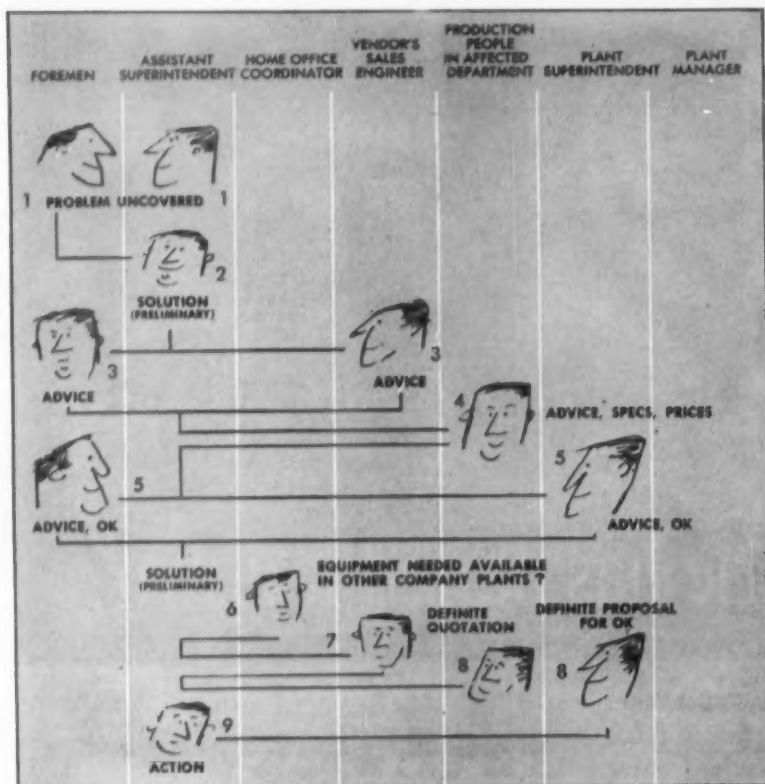 FOREMEN
ASSISTANT
SUPERINTENDENT
HOME OFFICE
COORDINATOR
VENDOR'S
SALES
ENGINEER
PRODUCTION
PEOPLE
IN AFFECTED
DEPARTMENT
PLANT
SUPERINTENDENT
PLANT
MANAGER
1 PROBLEM UNCOVERED 1
2
SOLUTION
(PRELIMINARY)
3
ADVICE
3
ADVICE
4
ADVICE, SPECS, PRICES
5
ADVICE, OK
5
ADVICE, OK
SOLUTION
(PRELIMINARY)
EQUIPMENT NEEDED AVAILABLE
IN OTHER COMPANY PLANTS ?
6
7
DEFINITE
QUOTATION
8
DEFINITE PROPOSAL
FOR OK
8
9
ACTION